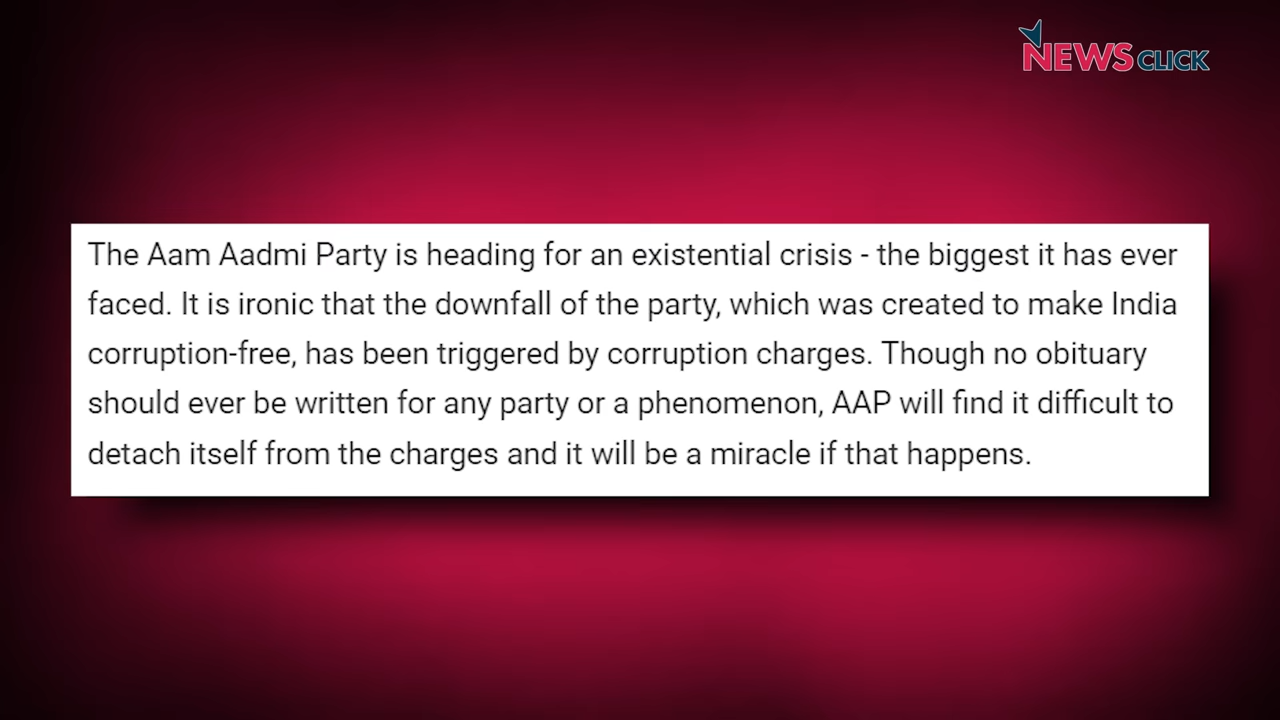 NEWS CLICK
The Aam Aadmi Party is heading for an existential crisis - the biggest it has ever
faced. It is ironic that the downfall of the party, which was created to make India
corruption-free, has been triggered by corruption charges. Though no obituary
should ever be written for any party or a phenomenon, AAP will find it difficult to
detach itself from the charges and it will be a miracle if that happens.